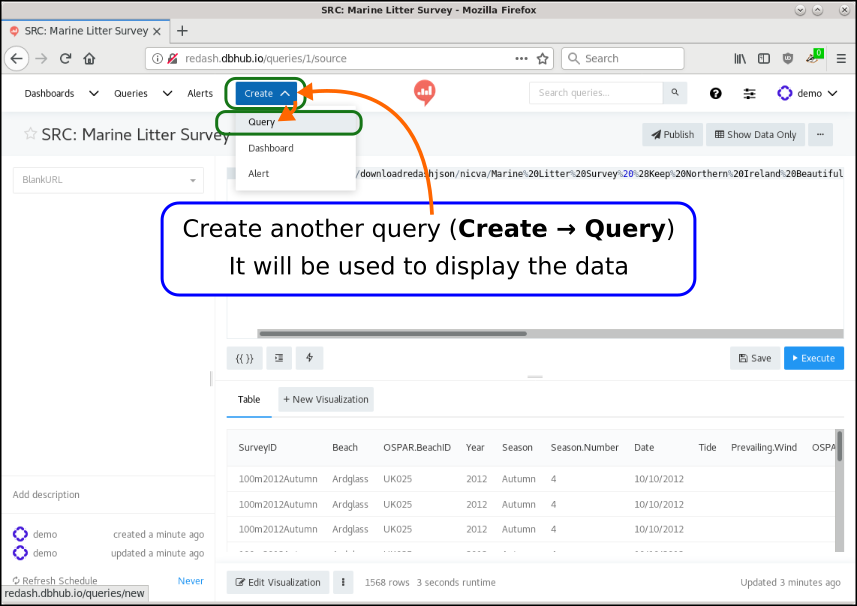 SRC: Marine Litter Survey - Mozilla Firefox
SRC: Marine Litter Survey
redash.dbhub.io/queries/1/source
Search
0
Dashboards
Queries
Alerts
Create
Search queries...
demo
Query
Dashboard
Alert
SRC: Marine Litter Survey
Publish
Show Data Only
BlankURL
/downloadredashjson/nicva/Marine%20Litter%20Survey%20%28Keep%20Northern%20Ireland%20Beautiful
Create another query (Create → Query)
It will be used to display the data
{{ }}
Save
Execute
Table
+ New Visualization
SurveyID Beach OSPAR.BeachID Year Season Season.Number Date Tide Prevailing.Wind OSPA
100m2012Autumn Ardglass UK025 2012 Autumn 4 10/10/2012
100m2012Autumn Ardglass UK025 2012 Autumn 4 10/10/2012
100m2012Autumn Ardglass UK025 2012 Autumn 4 10/10/2012
Add description
demo created a minute ago
demo updated a minute ago
Refresh Schedule Never
redash.dbhub.io/queries/new
Edit Visualization
1568 rows 3 seconds runtime
Updated 3 minutes ago